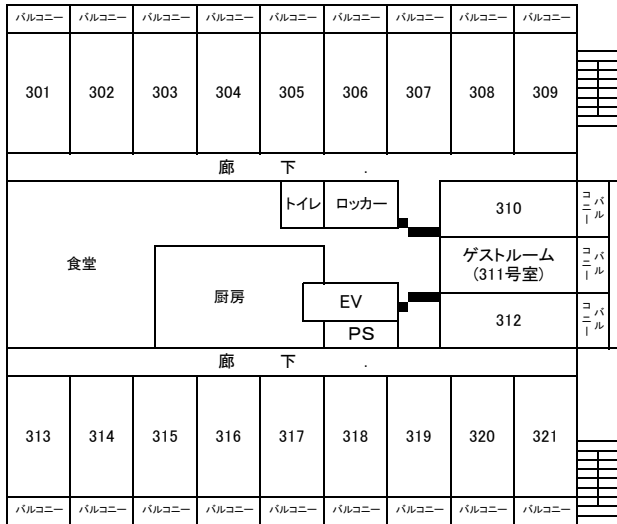 バルコニー バルコニー バルコニー バルコニー バルコニー バルコニー バルコニー バルコニー バルコニー
301 302 303 304 305 306 307 308 309
廊 下 .
トイレ ロッカー
310
バルコニー
食堂
ゲストルーム
(311号室)
バルコニー
厨房
EV
312
バルコニー
PS
廊 下 .
313 314 315 316 317 318 319 320 321
バルコニー バルコニー バルコニー バルコニー バルコニー バルコニー バルコニー バルコニー バルコニー